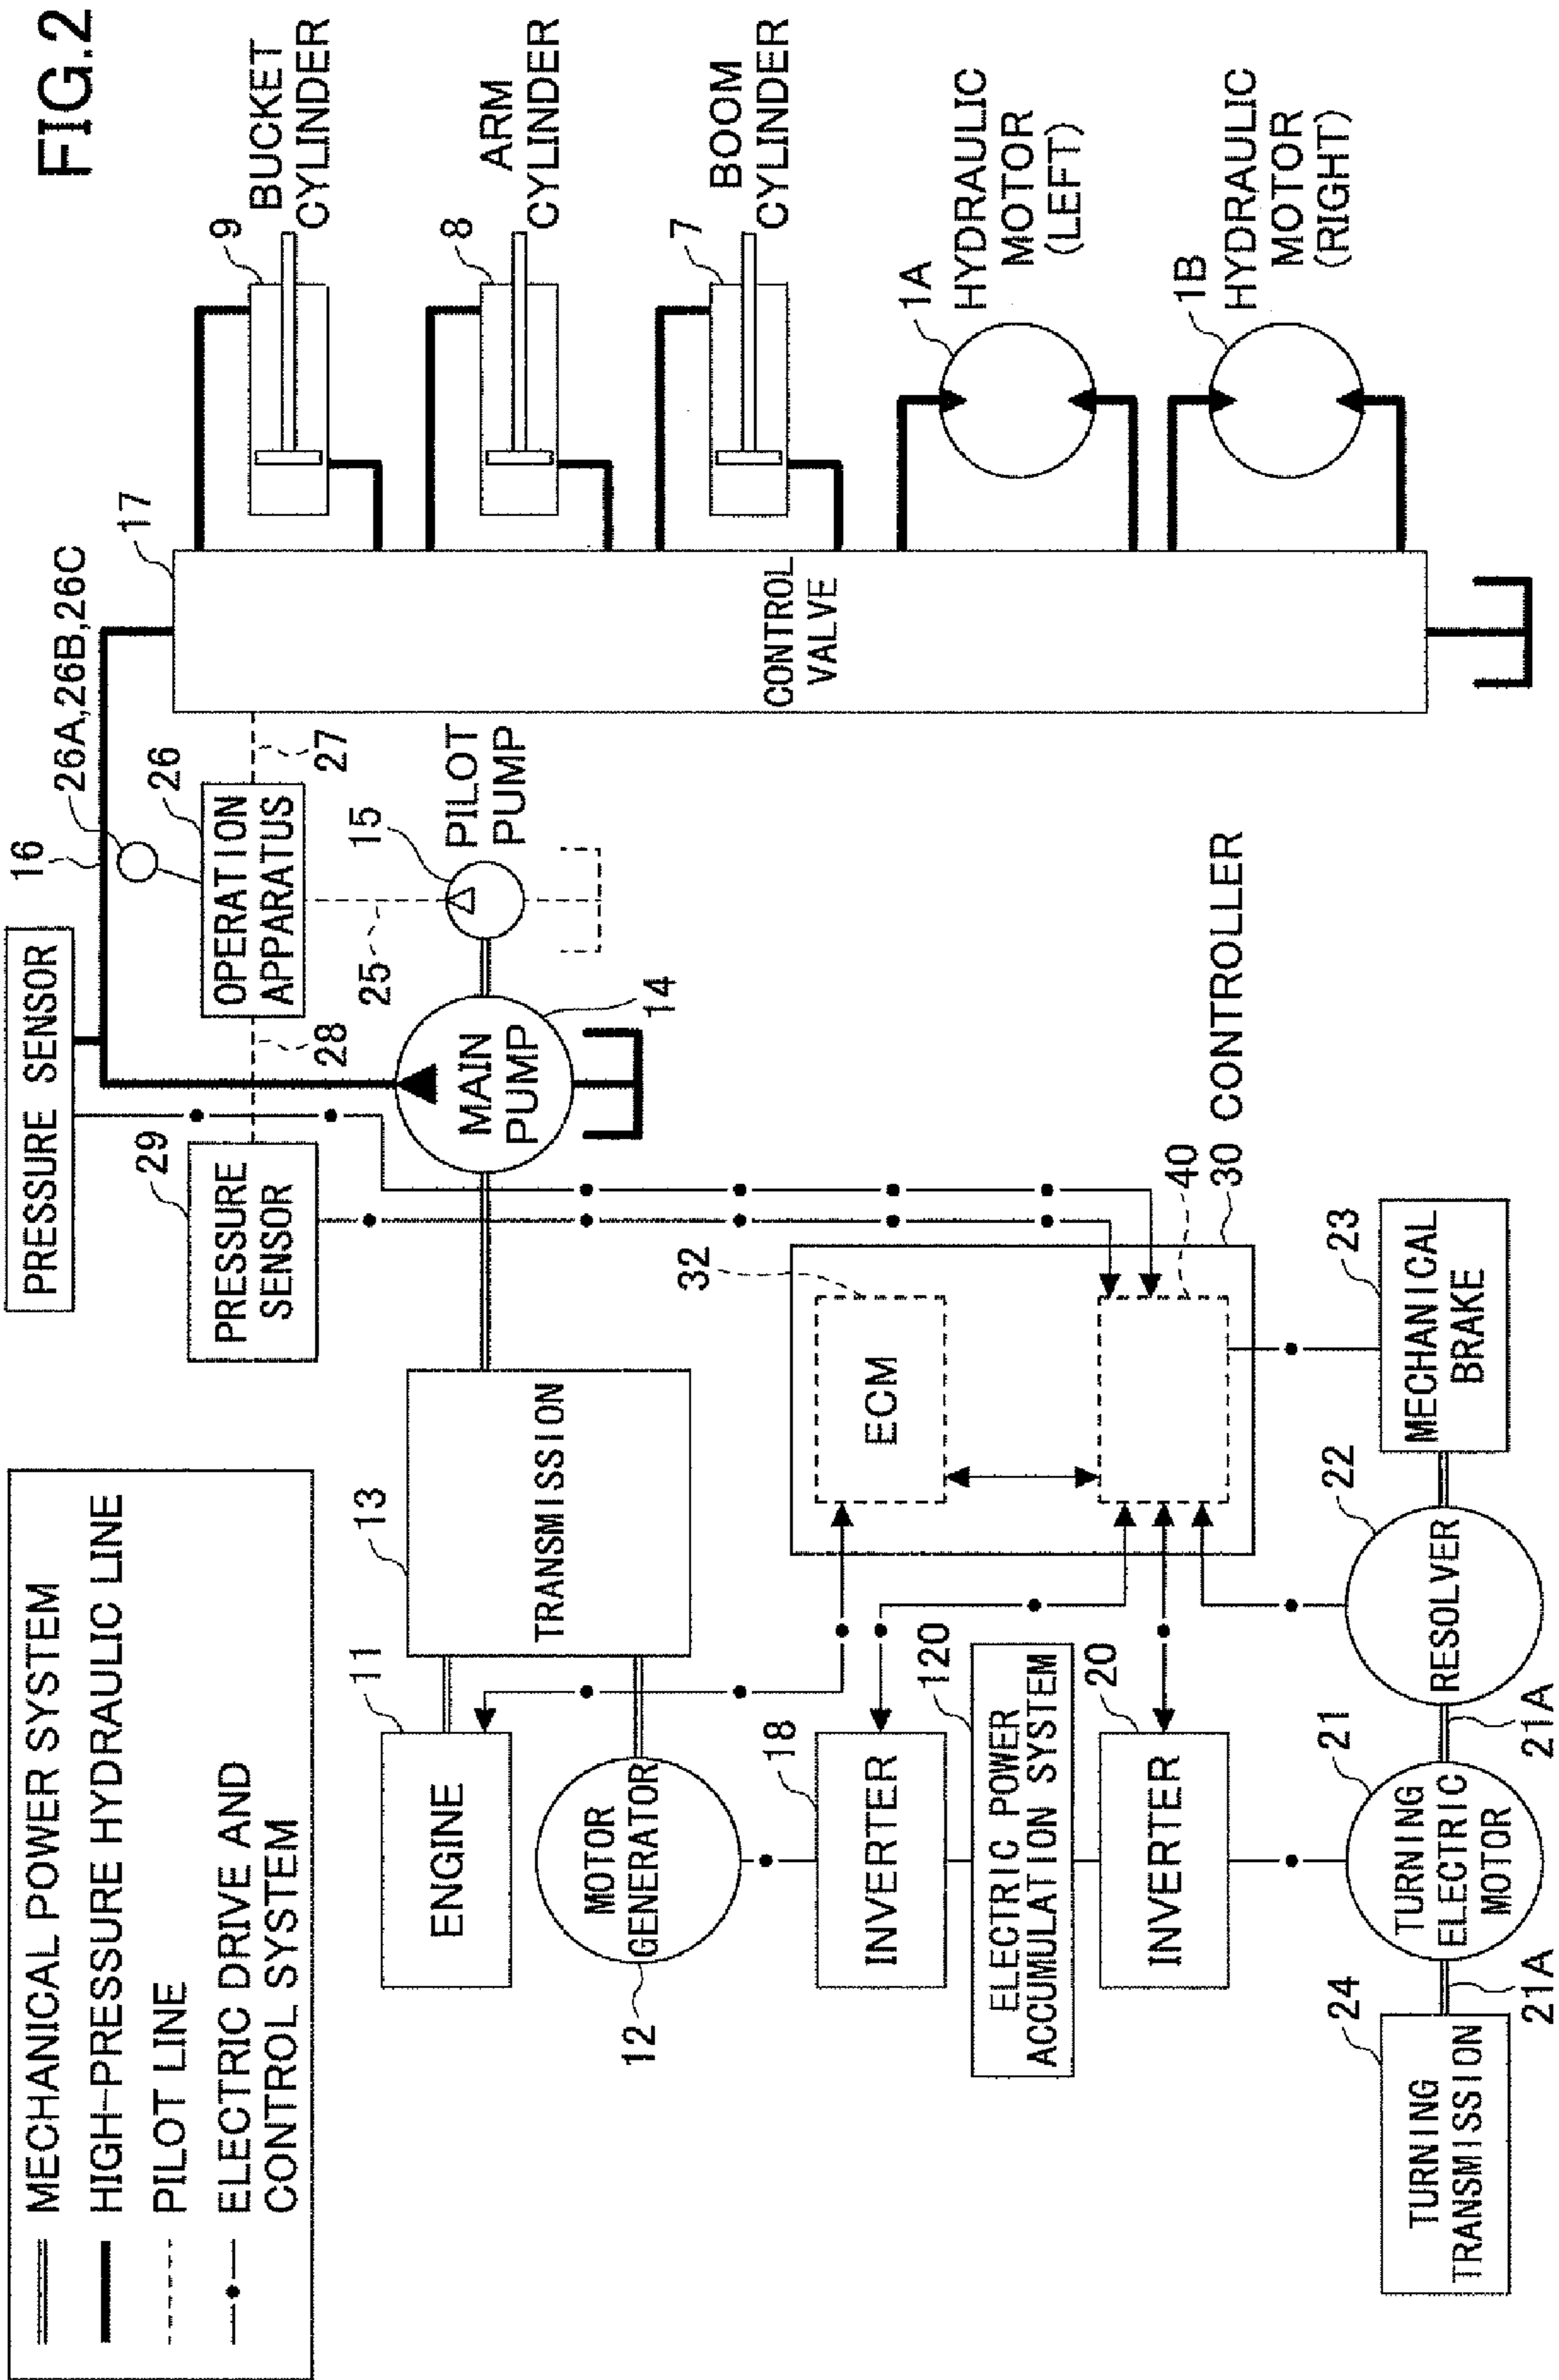 FIG.2
MECHANICAL POWER SYSTEM
HIGH-PRESSURE HYDRAULIC LINE
PILOT LINE
ELECTRIC DRIVE AND
CONTROL SYSTEM
PRESSURE SENSOR
16
26A,26B,26C
17
29
PRESSURE
SENSOR
28
26
OPERATION
APPARATUS
27
25
15
PILOT
PUMP
9
BUCKET
CYLINDER
8
ARM
CYLINDER
7
BOOM
CYLINDER
1A
HYDRAULIC
MOTOR
(LEFT)
1B
HYDRAULIC
MOTOR
(RIGHT)
CONTROL
VALVE
11
ENGINE
13
TRANSMISSION
MAIN
PUMP
14
MOTOR
GENERATOR
12
18
INVERTER
120
ELECTRIC POWER
ACCUMULATION SYSTEM
20
INVERTER
32
ECM
40
30 CONTROLLER
24
TURNING
TRANSMISSION
21A
21
TURNING
ELECTRIC
MOTOR
21A
22
RESOLVER
23
MECHANICAL
BRAKE